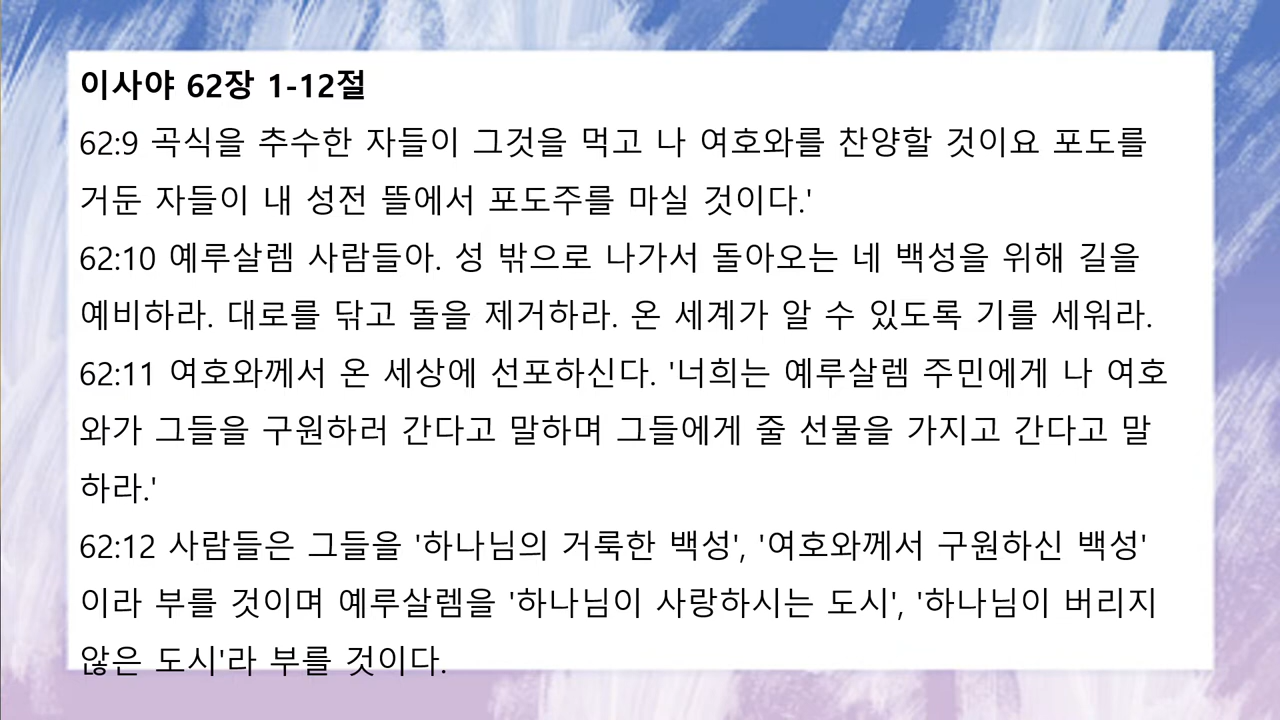 이사야 62장 1-12절
62:9 곡식을 추수한 자들이 그것을 먹고 나 여호와를 찬양할 것이요 포도를
거둔 자들이 내 성전 뜰에서 포도주를 마실 것이다.'
62:10 예루살렘 사람들아. 성 밖으로 나가서 돌아오는 네 백성을 위해 길을
예비하라. 대로를 닦고 돌을 제거하라. 온 세계가 알 수 있도록 기를 세워라.
62:11 여호와께서 온 세상에 선포하신다. '너희는 예루살렘 주민에게 나 여호
와가 그들을 구원하러 간다고 말하며 그들에게 줄 선물을 가지고 간다고 말
하라.'
62:12 사람들은 그들을 '하나님의 거룩한 백성', '여호와께서 구원하신 백성'
이라 부를 것이며 예루살렘을 '하나님이 사랑하시는 도시', '하나님이 버리지
않은 도시'라 부를 것이다.